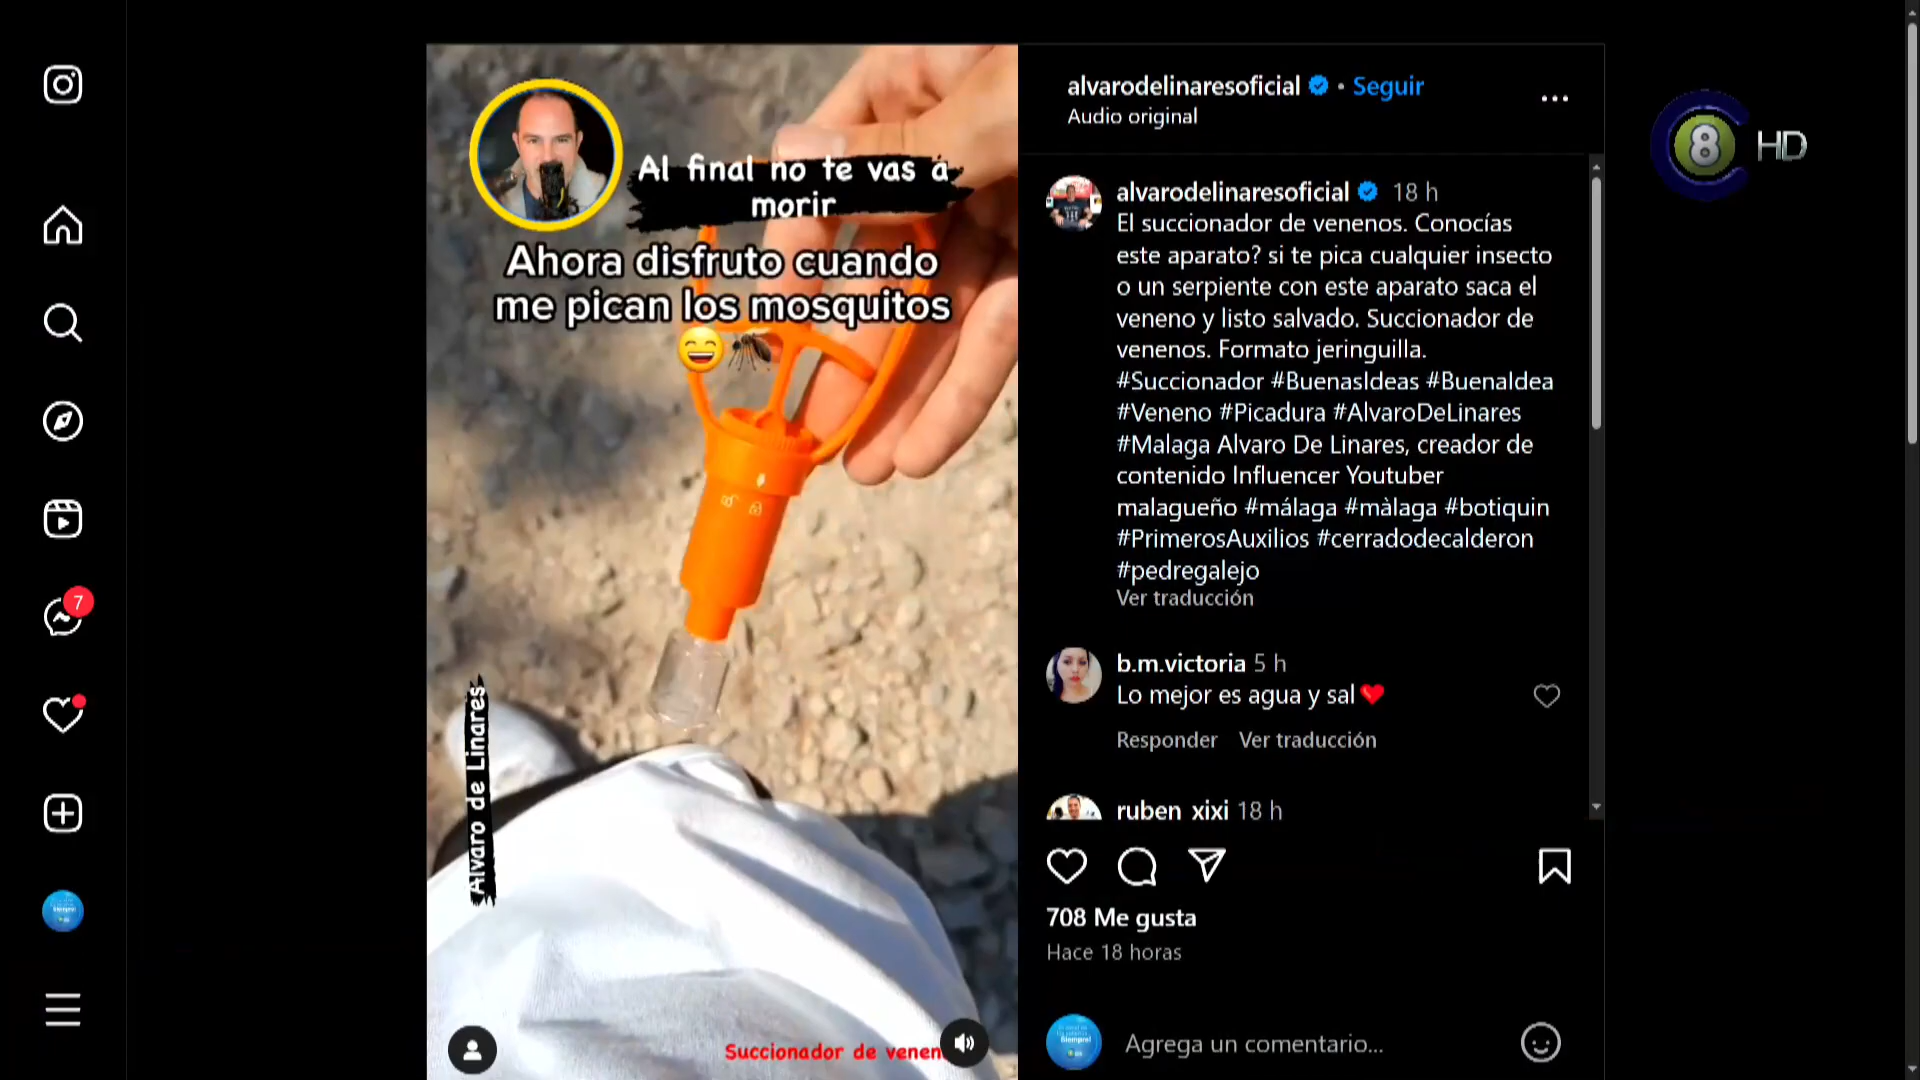 Al final no te vas a
morir
Ahora disfruto cuando
me pican los mosquitos
Alvaro de Linares
Succionador de venen
7
alvarodelinaresoficial • Seguir
Audio original
alvarodelinaresoficial 18 h
El succionador de venenos. Conocías
este aparato? si te pica cualquier insecto
o un serpiente con este aparato saca el
veneno y listo salvado. Succionador de
venenos. Formato jeringuilla.
#Succionador #BuenasIdeas #BuenaIdea
#Veneno #Picadura #AlvaroDeLinares
#Malaga Alvaro De Linares, creador de
contenido Influencer Youtuber
malagueño #málaga #màlaga #botiquin
#PrimerosAuxilios #cerradodecalderon
#pedregalejo
Ver traducción
b.m.victoria 5 h
Lo mejor es agua y sal
Responder Ver traducción
ruben xixi 18 h
708 Me gusta
Hace 18 horas
Agrega un comentario...
8 HD